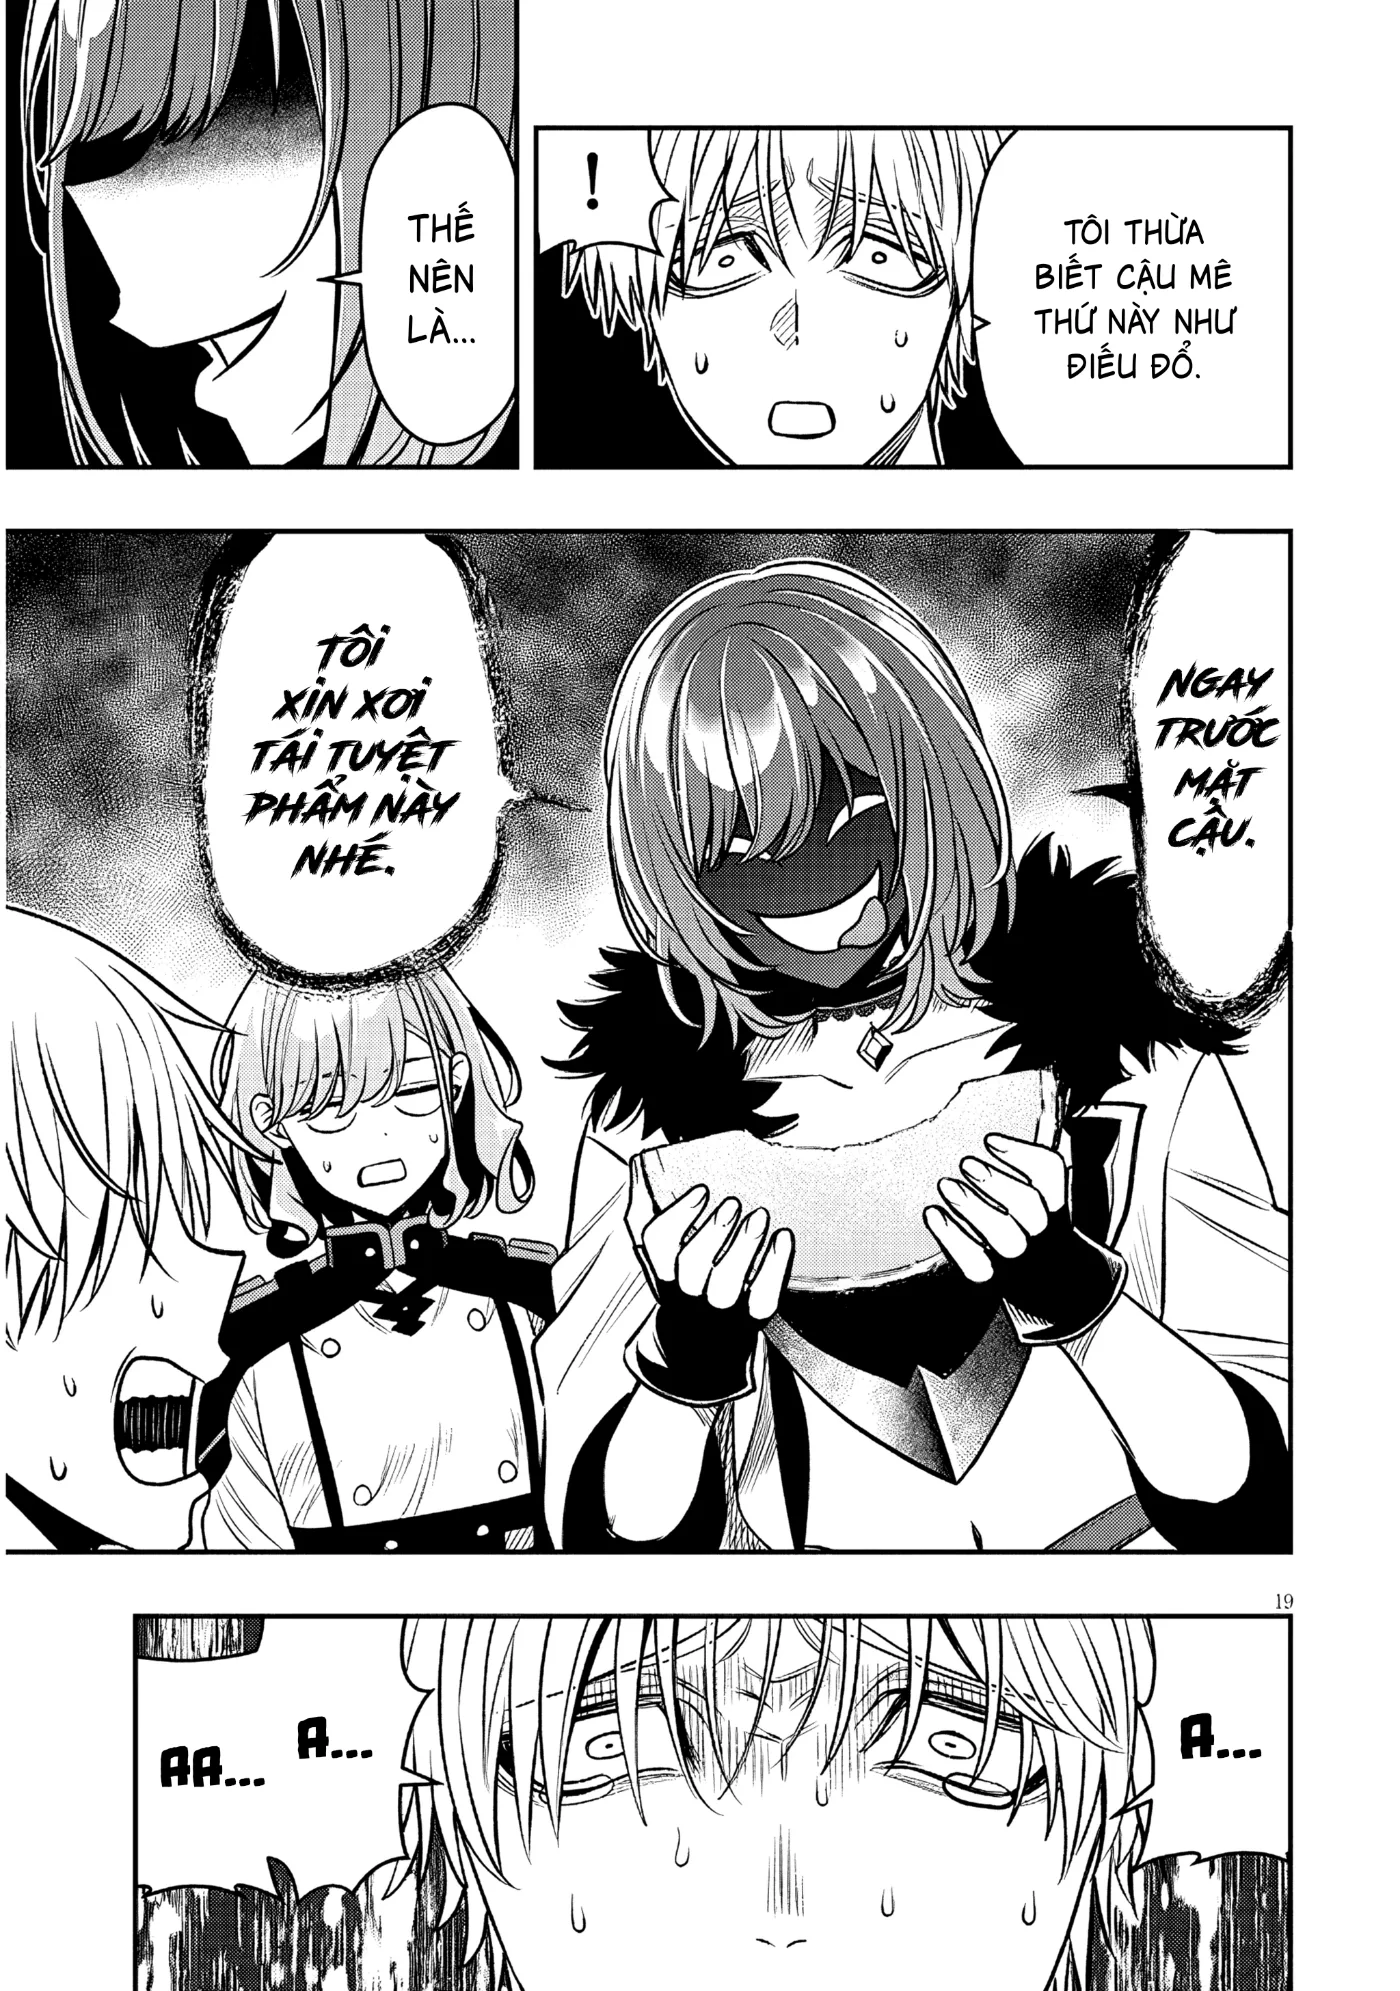 TÔI THỪA
BIẾT CẬU MÊ
THỨ NÀY NHƯ
ĐIẾU ĐỔ.
!
THẾ
NÊN
LÀ...
NGAY
TRƯỚC
MẶT
CẬU.
TÔI
XIN XƠI
TÁI TUYỆT
PHẨM NÀY
NHÉ.
19
A...
A...
AA...